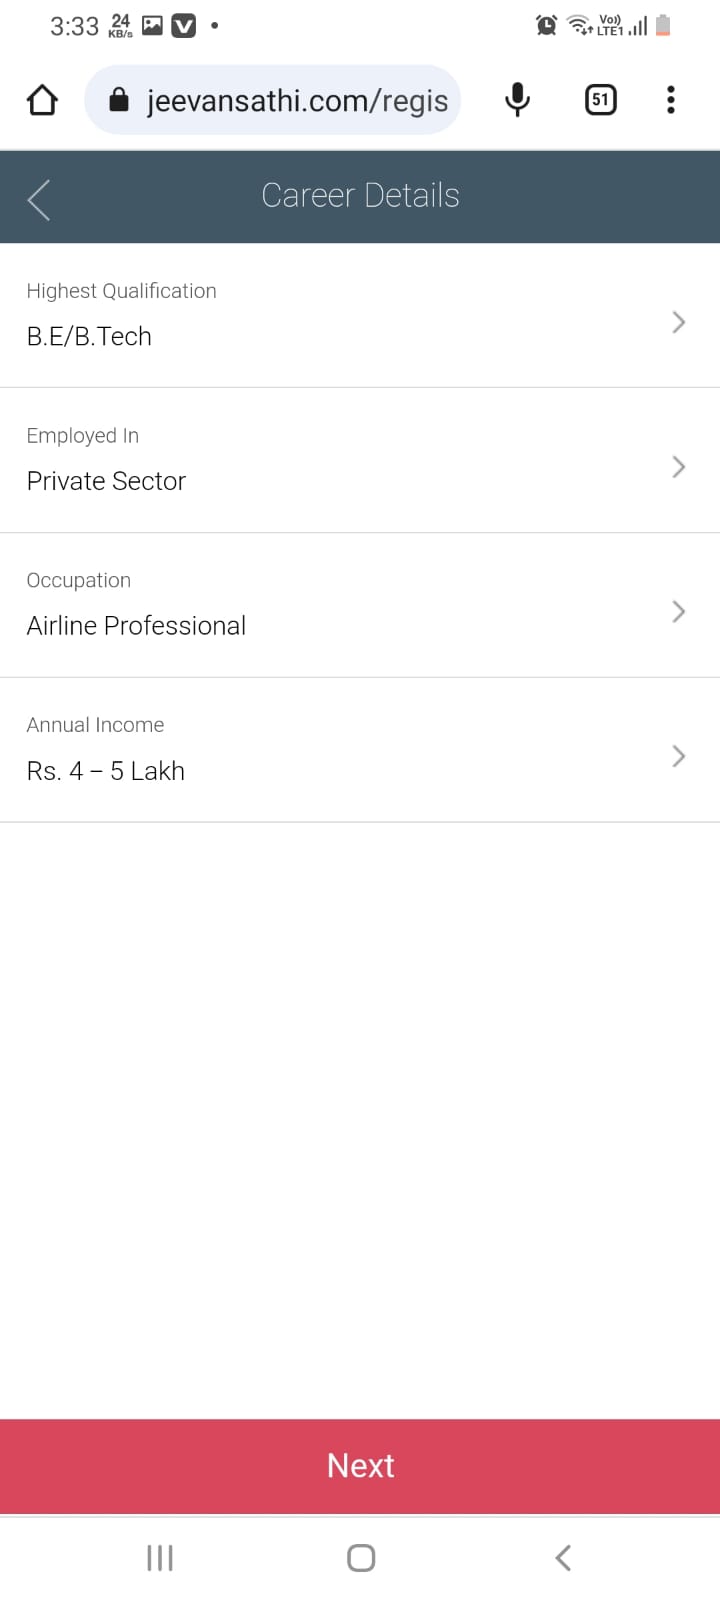 3:33 24 KB/s V Vo)) LTE1
jeevansathi.com/regis 51
Career Details
Highest Qualification
B.E/B.Tech
Employed In
Private Sector
Occupation
Airline Professional
Annual Income
Rs. 4 – 5 Lakh
Next